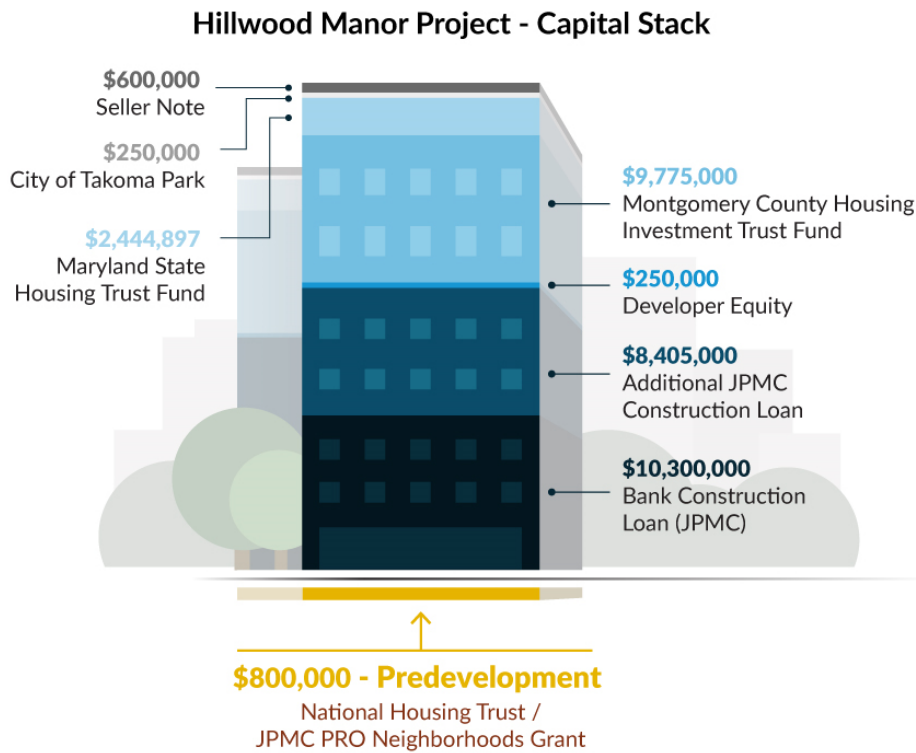 Hillwood Manor Project - Capital Stack
$600,000
Seller Note
$250,000
City of Takoma Park
$2,444,897
Maryland State
Housing Trust Fund
$9,775,000
Montgomery County Housing
Investment Trust Fund
$250,000
Developer Equity
$8,405,000
Additional JPMC
Construction Loan
$10,300,000
Bank Construction
Loan (JPMC)
$800,000 - Predevelopment
National Housing Trust /
JPMC PRO Neighborhoods Grant